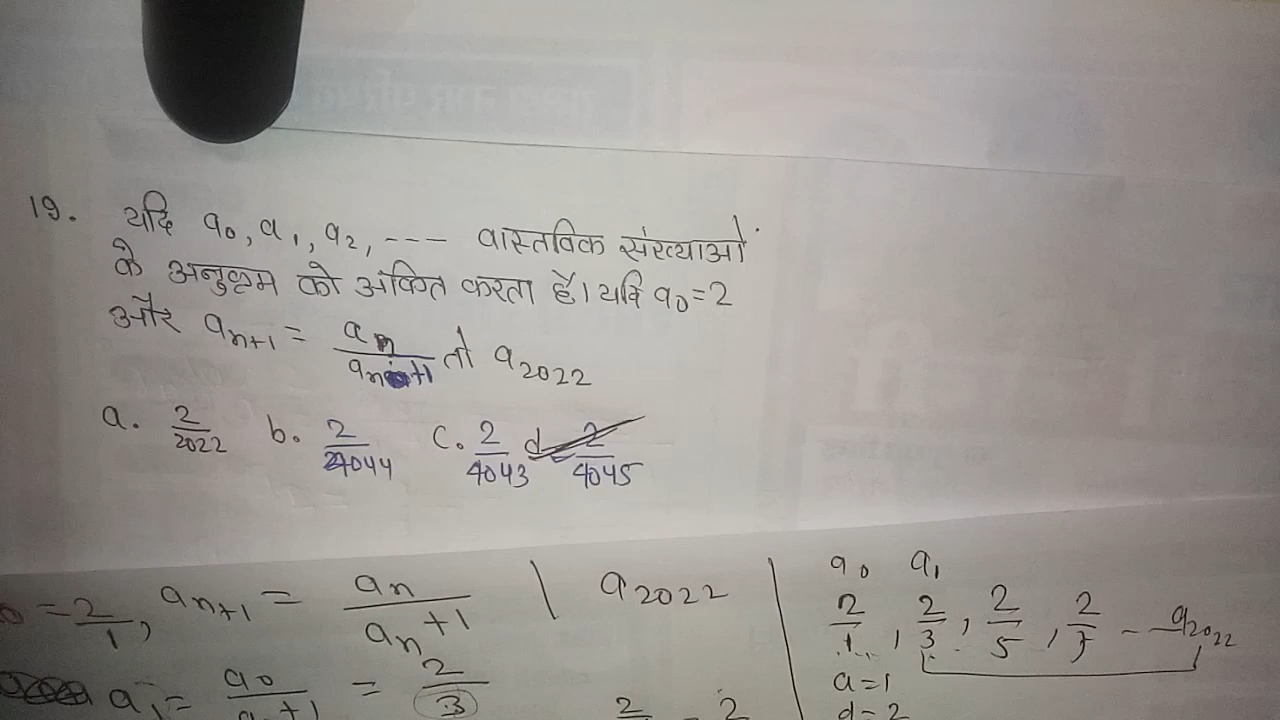 19. यदि a₀, a₁, a₂, --- वास्तविक संख्याओं
के अनुक्रम को अंकित करता है। यदि a₀ = 2
और aₙ₊₁ = aₙ/(aₙ+1) तो a₂₀₂₂
a. 2/2022 b. 2/4044 c. 2/4043 d. 2/4045
= 2/1, aₙ₊₁ = aₙ/(aₙ+1) | a₂₀₂₂
a₁ = a₀/(a₀+1) = 2/3
a₀ a₁
2/1, 2/3, 2/5, 2/7 -- a₂₀₂₂
a=1
d=2